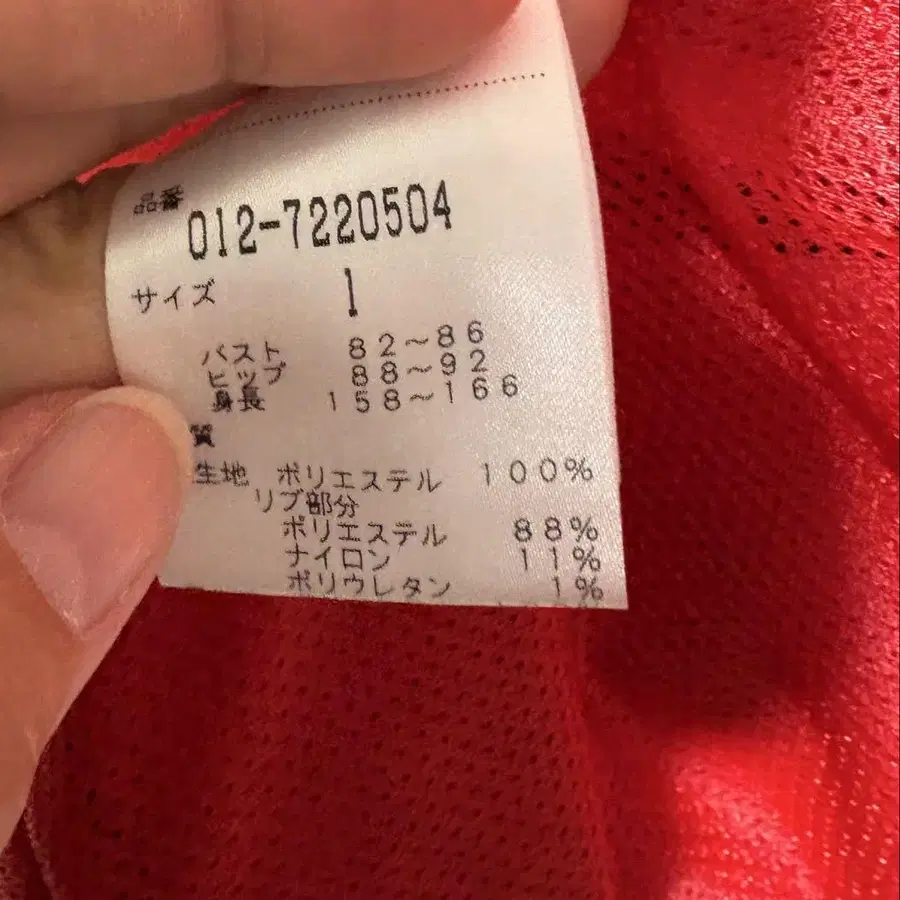 品番
012-7220504
サイズ 1
バスト 82～86
ヒップ 88～92
身長 158～166
質
生地 ポリエステル 100%
リブ部分
ポリエステル 88%
ナイロン 11%
ポリウレタン 1%